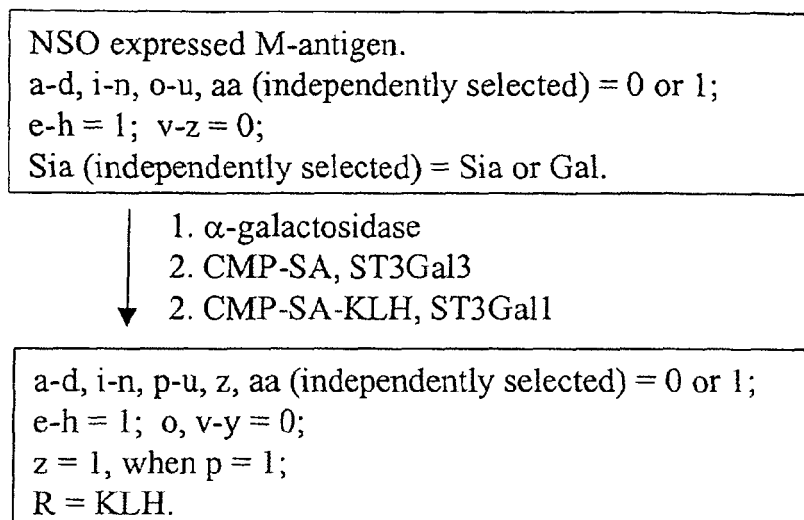 NSO expressed M-antigen.
a-d, i-n, o-u, aa (independently selected) = 0 or 1;
e-h = 1; v-z = 0;
Sia (independently selected) = Sia or Gal.
1. α-galactosidase
2. CMP-SA, ST3Gal3
2. CMP-SA-KLH, ST3Gal1
a-d, i-n, p-u, z, aa (independently selected) = 0 or 1;
e-h = 1; o, v-y = 0;
z = 1, when p = 1;
R = KLH.